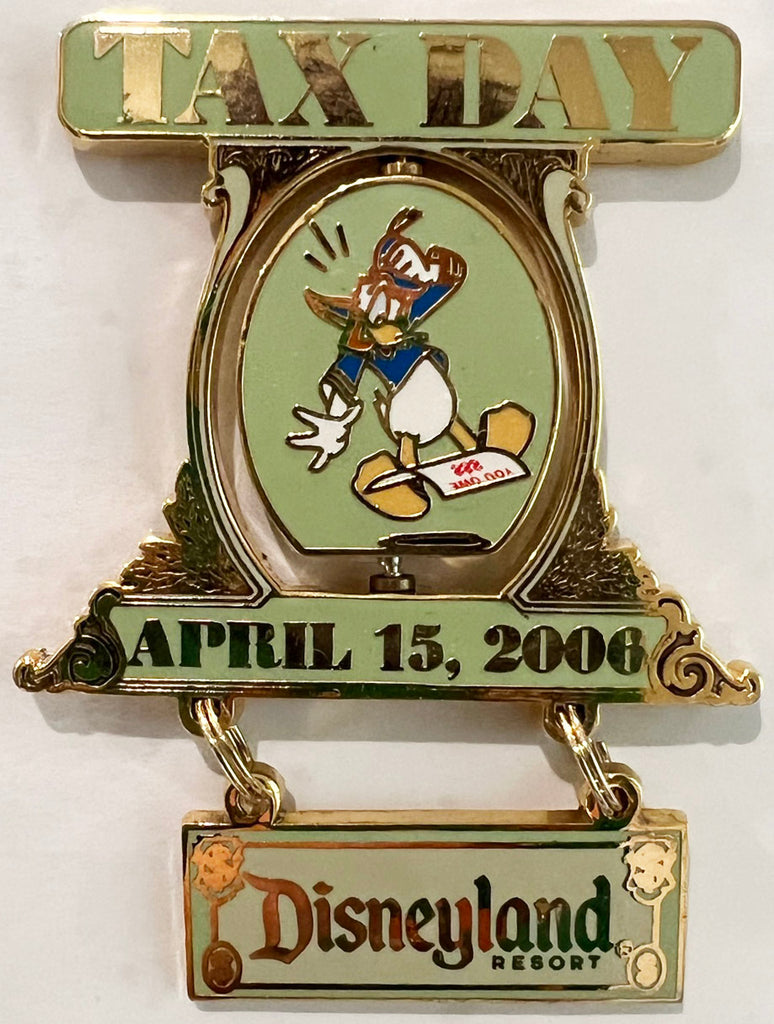 TAX DAY
YOU OWE
$$$
APRIL 15, 2006
Disneyland®
RESORT